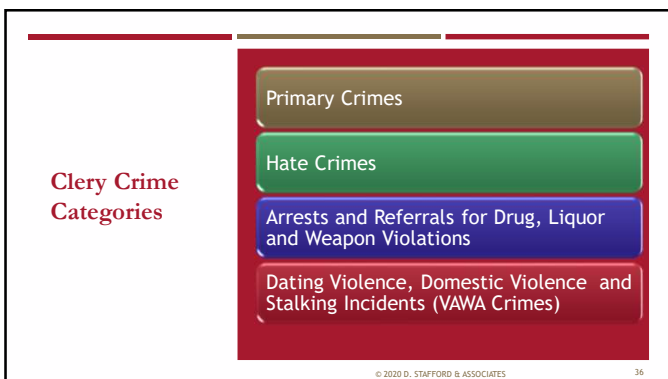 Clery Crime
Categories
Primary Crimes
Hate Crimes
Arrests and Referrals for Drug, Liquor
and Weapon Violations
Dating Violence, Domestic Violence and
Stalking Incidents (VAWA Crimes)
© 2020 D. STAFFORD & ASSOCIATES
36